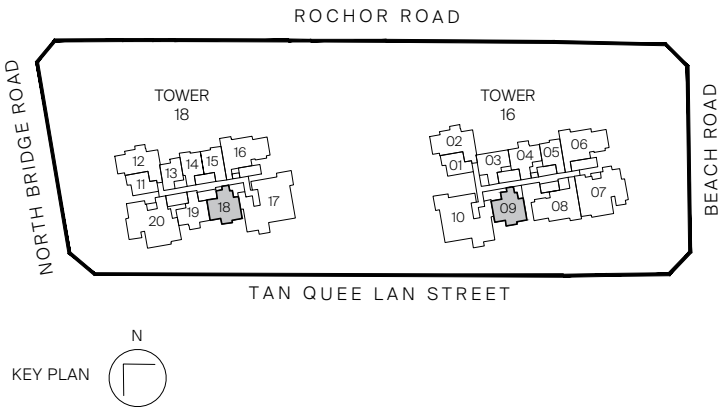 ROCHOR ROAD
NORTH BRIDGE ROAD
BEACH ROAD
TOWER
18
TOWER
16
12
11
13
14
15
16
20
19
18
17
02
01
03
04
05
06
10
09
08
07
TAN QUEE LAN STREET
KEY PLAN
N